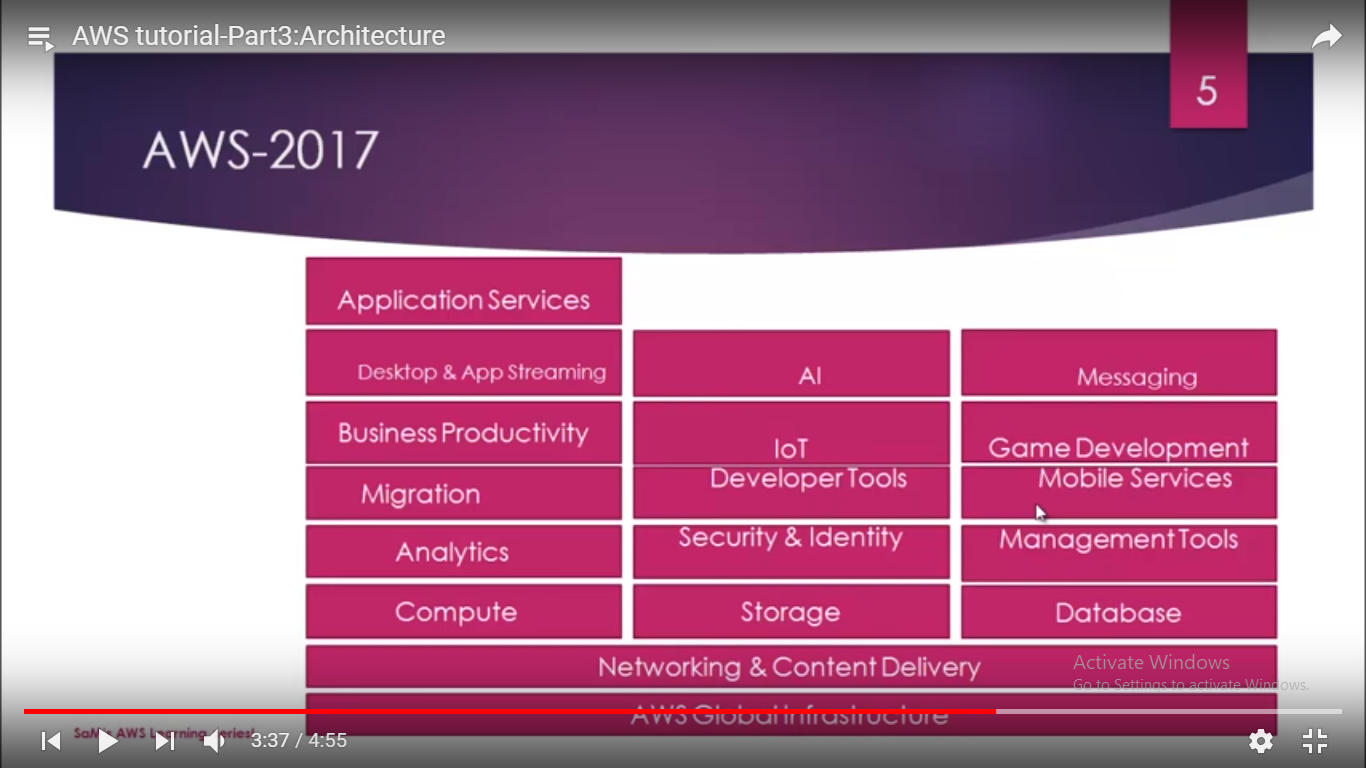 AWS tutorial-Part3:Architecture
5
AWS-2017
Application Services
Desktop & App Streaming
AI
Messaging
Business Productivity
IoT
Game Development
Migration
Developer Tools
Mobile Services
Analytics
Security & Identity
Management Tools
Compute
Storage
Database
Networking & Content Delivery
Activate Windows
Go to Settings to activate Windows.
AWS Global Infrastructure
AWS Learning
3:37 / 4:55